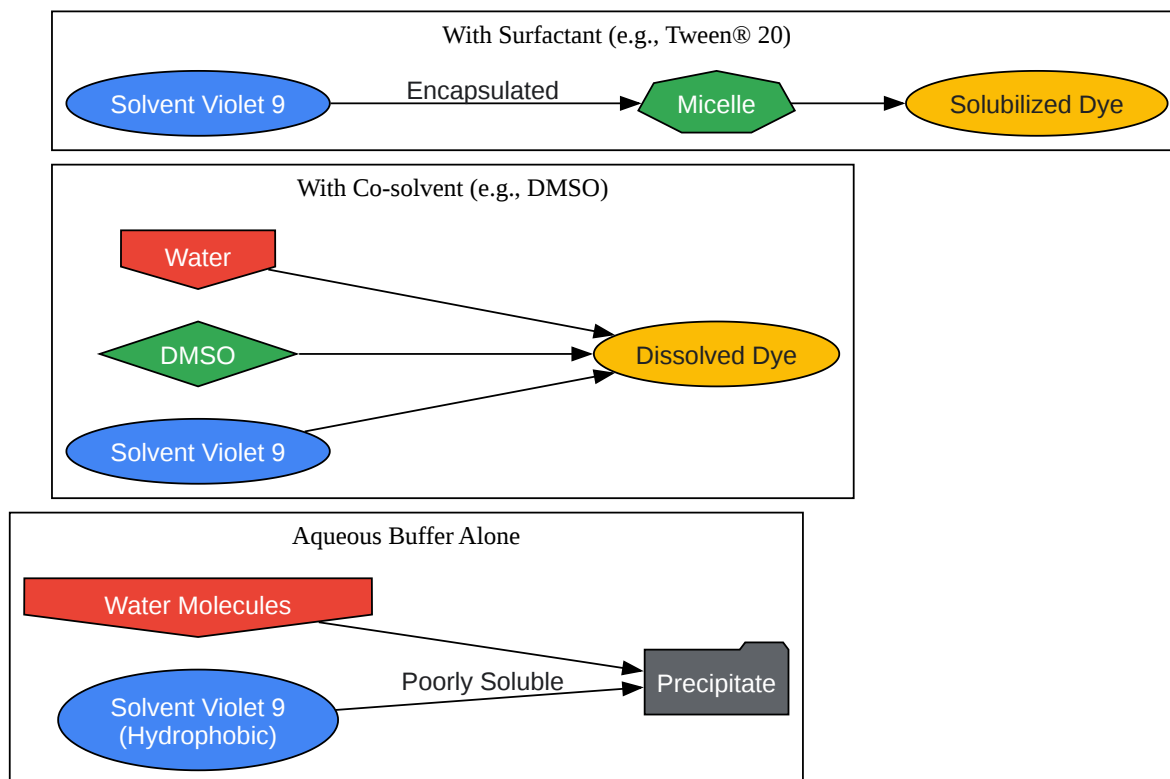 With Surfactant (e.g., Tween® 20)
Solvent Violet 9
Encapsulated
Micelle
Solubilized Dye
With Co-solvent (e.g., DMSO)
Water
DMSO
Dissolved Dye
Solvent Violet 9
Aqueous Buffer Alone
Water Molecules
Poorly Soluble
Precipitate
Solvent Violet 9
(Hydrophobic)